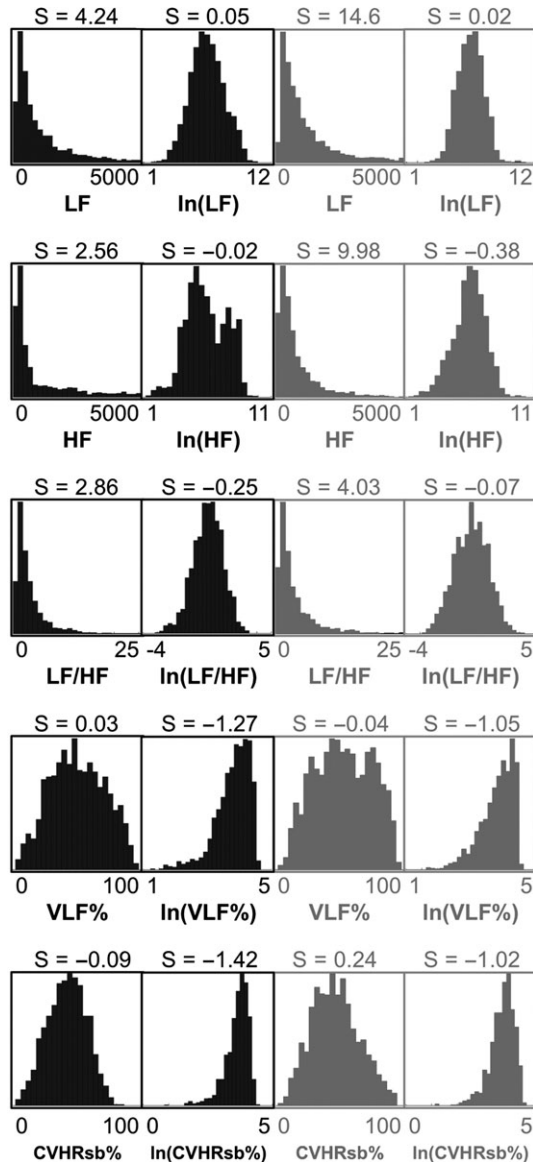 S = 4.24 S = 0.05 S = 14.6 S = 0.02
0 5000 1 12 0 5000 1 12
LF ln(LF) LF ln(LF)
S = 2.56 S = −0.02 S = 9.98 S = −0.38
0 5000 1 11 0 5000 1 11
HF ln(HF) HF ln(HF)
S = 2.86 S = −0.25 S = 4.03 S = −0.07
0 25 -4 5 0 25 -4 5
LF/HF ln(LF/HF) LF/HF ln(LF/HF)
S = 0.03 S = −1.27 S = −0.04 S = −1.05
0 100 1 5 0 100 1 5
VLF% ln(VLF%) VLF% ln(VLF%)
S = −0.09 S = −1.42 S = 0.24 S = −1.02
0 100 1 5 0 100 1 5
CVHRsb% ln(CVHRsb%) CVHRsb% ln(CVHRsb%)